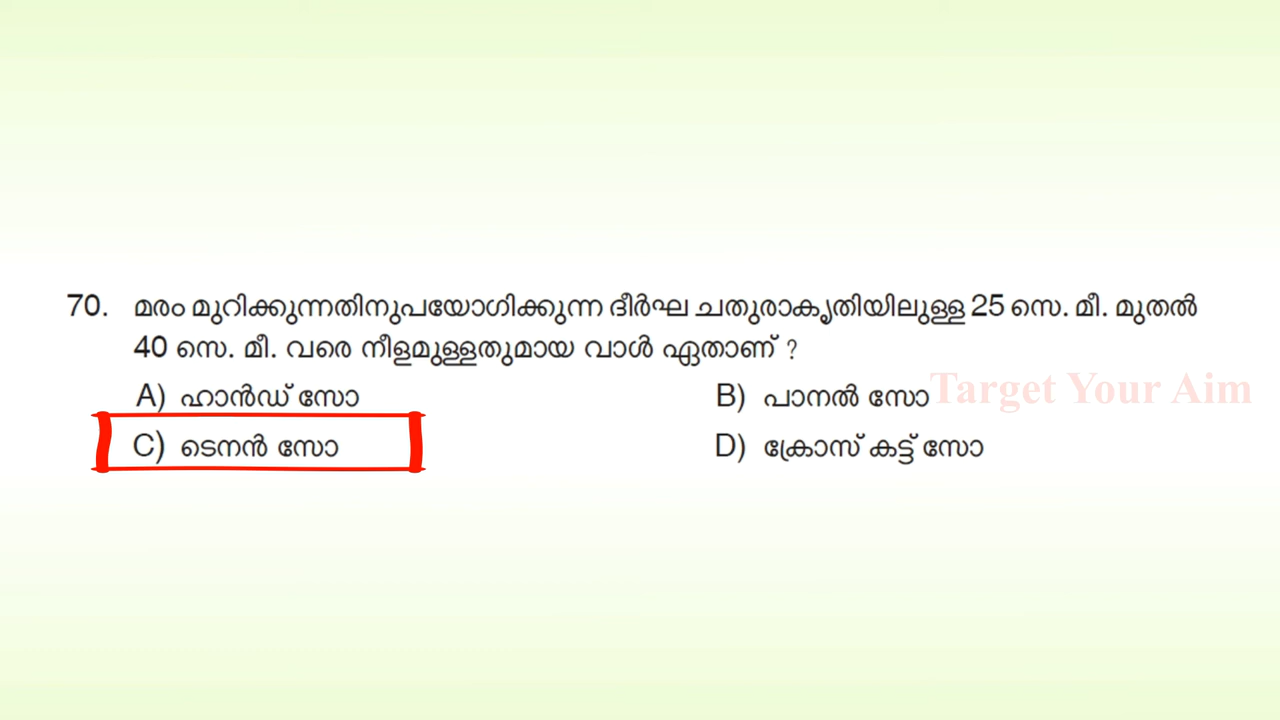 70. മരം മുറിക്കുന്നതിനുപയോഗിക്കുന്ന ദീർഘ ചതുരാകൃതിയിലുള്ള 25 സെ. മീ. മുതൽ
40 സെ. മീ. വരെ നീളമുള്ളതുമായ വാൾ ഏതാണ് ?
A) ഹാൻഡ് സോ B) പാനൽ സോ Target Your Aim
C) ടെനൻ സോ D) ക്രോസ് കട്ട് സോ